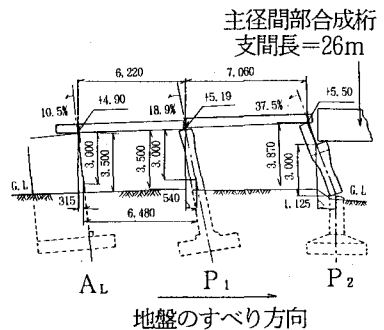 主径間部合成桁
支間長=26m
6,220
7,060
10.5%
+4.90
18.9%
+5.19
37.5%
+5.50
3,000
3,500
3,500
3,000
3,870
3,000
G.L
G.L
315
540
1,125
6,480
AL
P1
P2
地盤のすべり方向